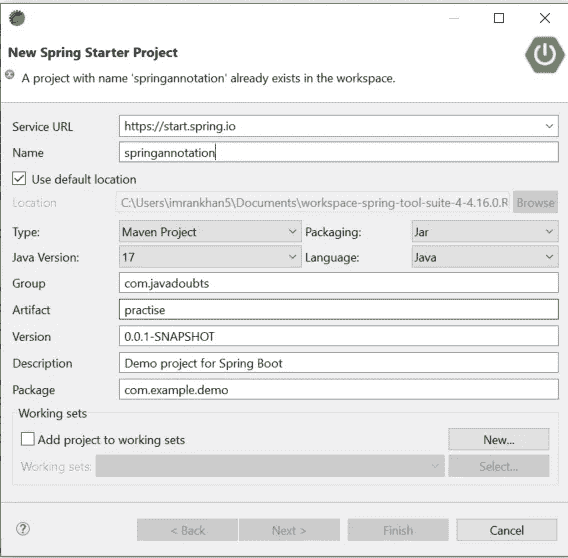 New Spring Starter Project
A project with name 'springannotation' already exists in the workspace.
Service URL https://start.spring.io
Name springannotation
Use default location
Location C:\Users\imrankhan5\Documents\workspace-spring-tool-suite-4-4.16.0.R Browse
Type: Maven Project Packaging: Jar
Java Version: 17 Language: Java
Group com.javadoubts
Artifact practise
Version 0.0.1-SNAPSHOT
Description Demo project for Spring Boot
Package com.example.demo
Working sets
Add project to working sets New...
Working sets: Select...
? < Back Next > Finish Cancel